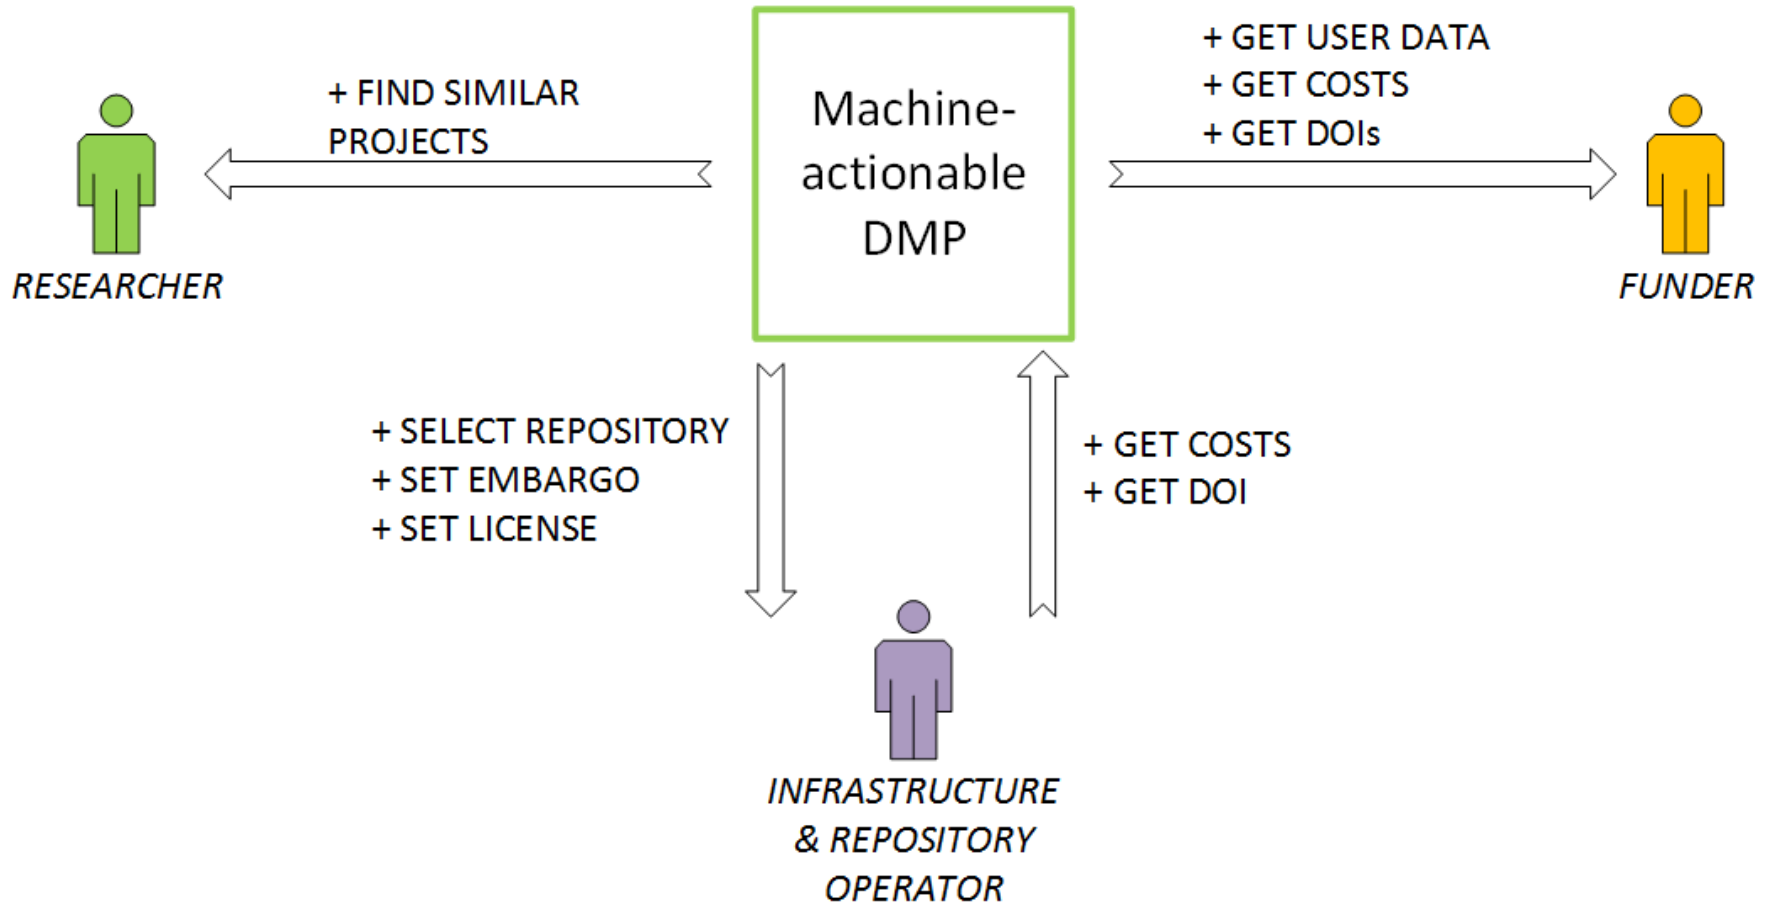 + FIND SIMILAR
PROJECTS
Machine-
actionable
DMP
+ GET USER DATA
+ GET COSTS
+ GET DOIs
RESEARCHER
FUNDER
+ SELECT REPOSITORY
+ SET EMBARGO
+ SET LICENSE
+ GET COSTS
+ GET DOI
INFRASTRUCTURE
& REPOSITORY
OPERATOR